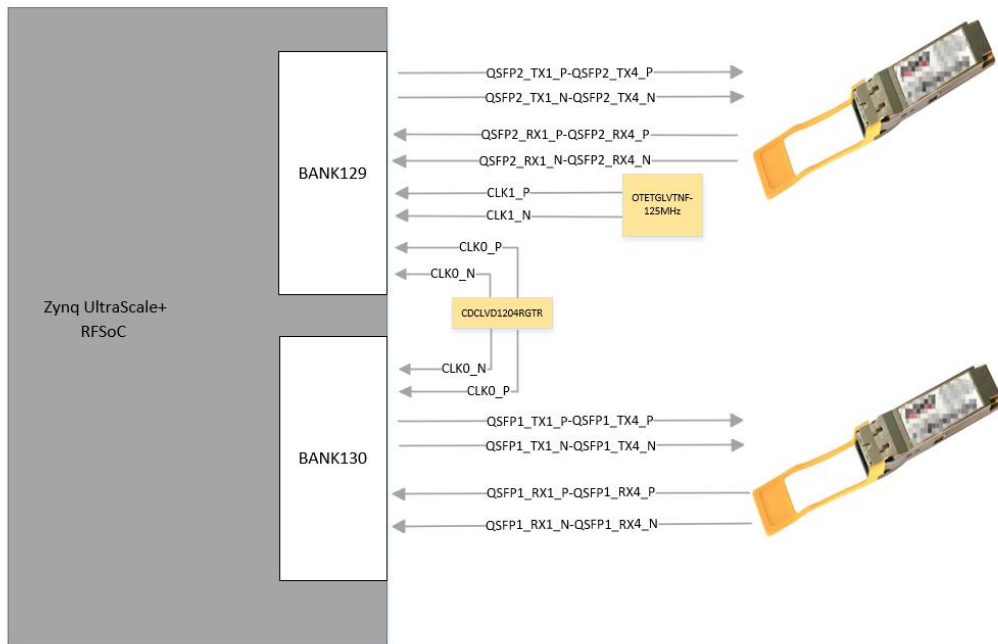 QSFP2_TX1_P-QSFP2_TX4_P
QSFP2_TX1_N-QSFP2_TX4_N
QSFP2_RX1_P-QSFP2_RX4_P
QSFP2_RX1_N-QSFP2_RX4_N
BANK129
CLK1_P
CLK1_N
OTETGLVTNF-
125MHz
CLK0_P
CLK0_N
Zynq UltraScale+
RFSoC
CDCLVD1204RGTR
CLK0_N
CLK0_P
QSFP1_TX1_P-QSFP1_TX4_P
QSFP1_TX1_N-QSFP1_TX4_N
BANK130
QSFP1_RX1_P-QSFP1_RX4_P
QSFP1_RX1_N-QSFP1_RX4_N